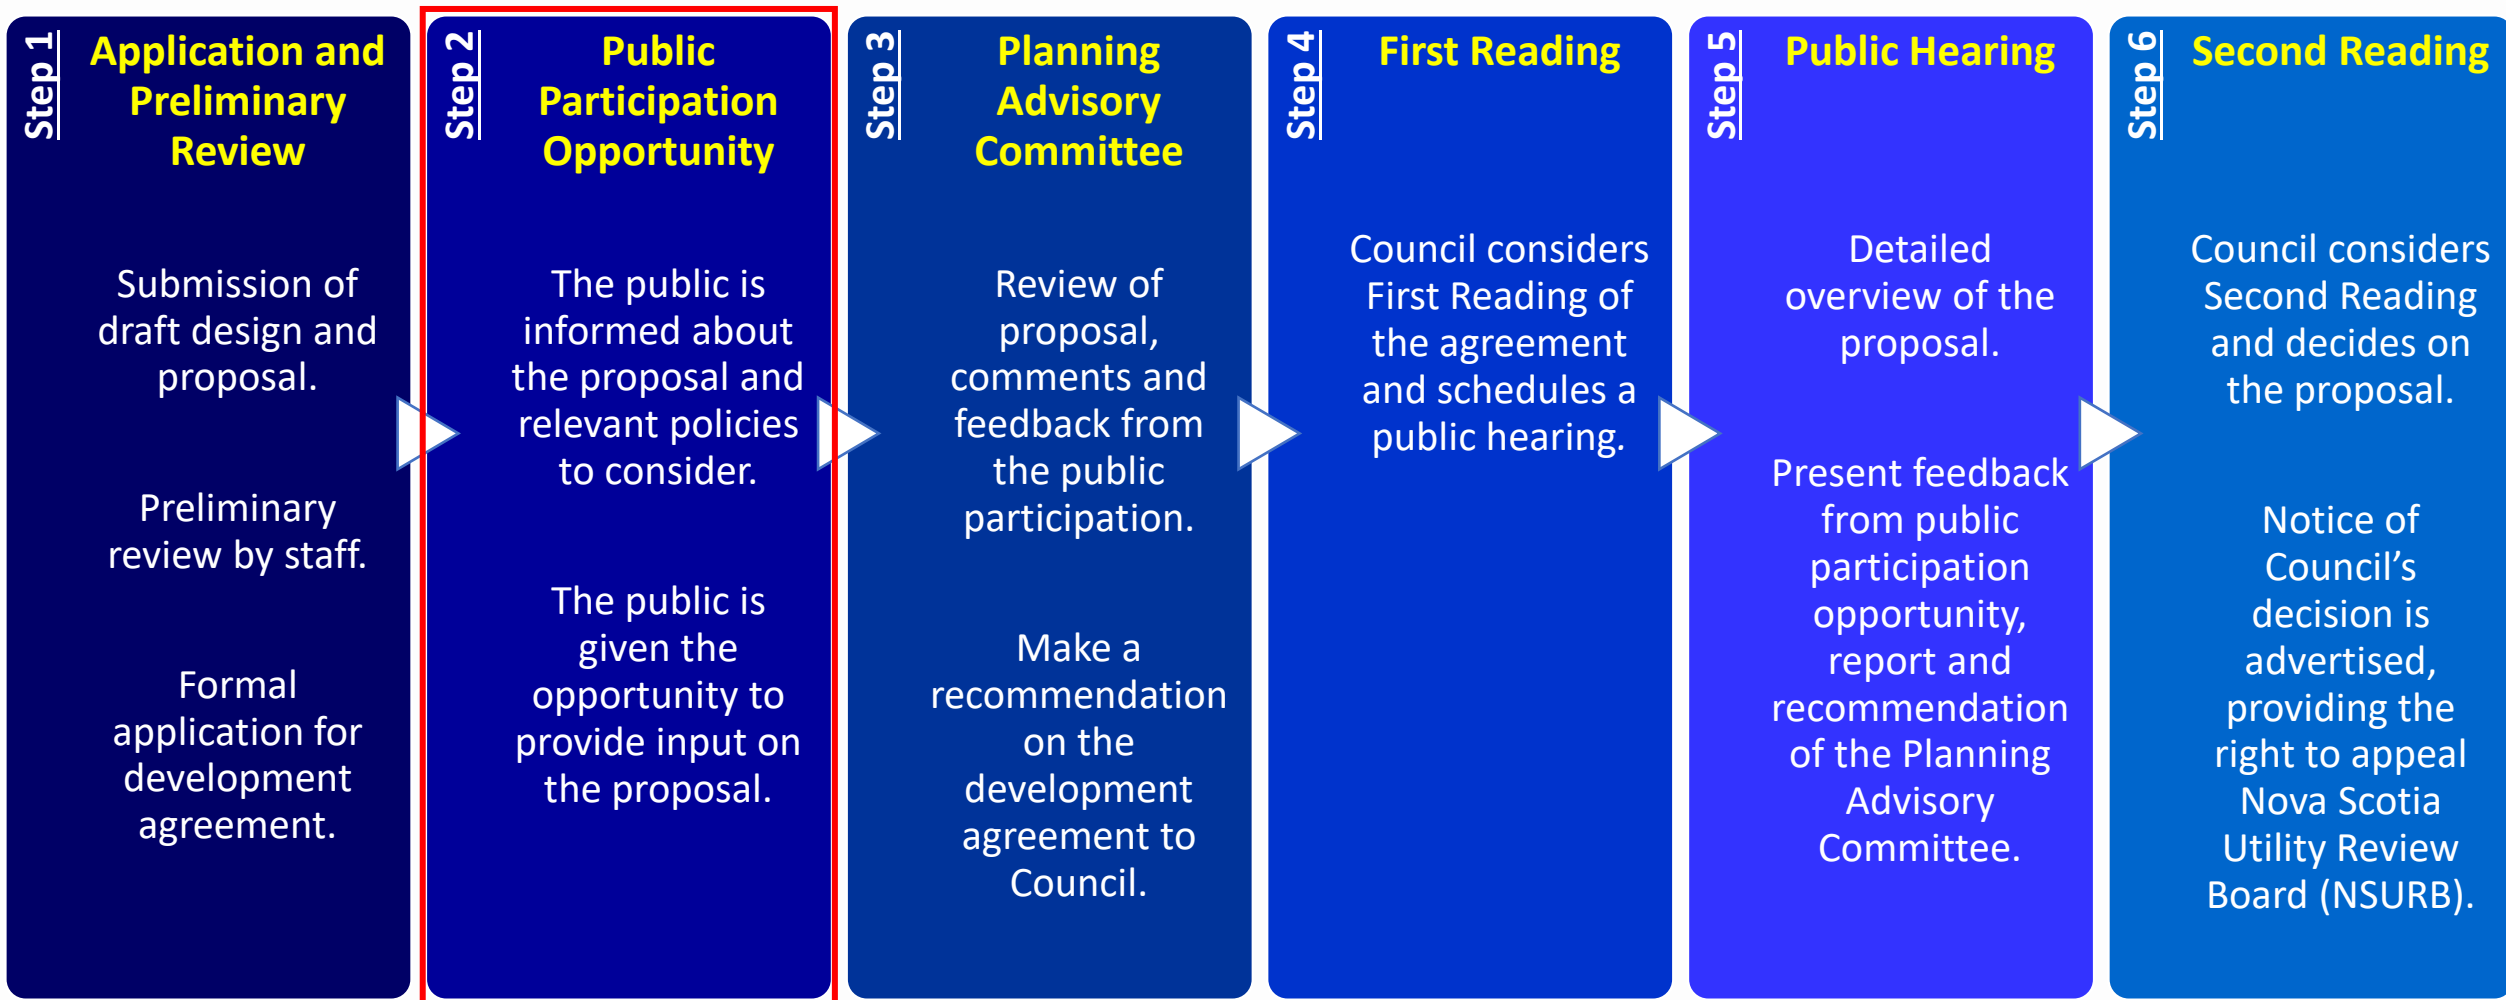 Step 1
Application and
Preliminary
Review
Submission of
draft design and
proposal.
Preliminary
review by staff.
Formal
application for
development
agreement.
Step 2
Public
Participation
Opportunity
The public is
informed about
the proposal and
relevant policies
to consider.
The public is
given the
opportunity to
provide input on
the proposal.
Step 3
Planning
Advisory
Committee
Review of
proposal,
comments and
feedback from
the public
participation.
Make a
recommendation
on the
development
agreement to
Council.
Step 4
First Reading
Council considers
First Reading of
the agreement
and schedules a
public hearing.
Step 5
Public Hearing
Detailed
overview of the
proposal.
Present feedback
from public
participation
opportunity,
report and
recommendation
of the Planning
Advisory
Committee.
Step 6
Second Reading
Council considers
Second Reading
and decides on
the proposal.
Notice of
Council’s
decision is
advertised,
providing the
right to appeal
Nova Scotia
Utility Review
Board (NSURB).